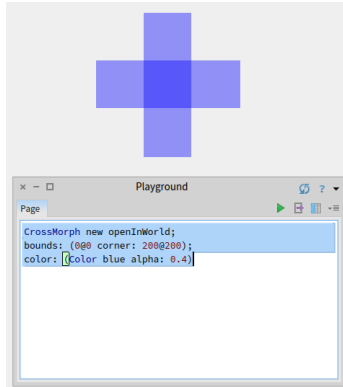 Playground
?
Page
CrossMorph new openInWorld;
bounds: (0@0 corner: 200@200);
color: (Color blue alpha: 0.4)